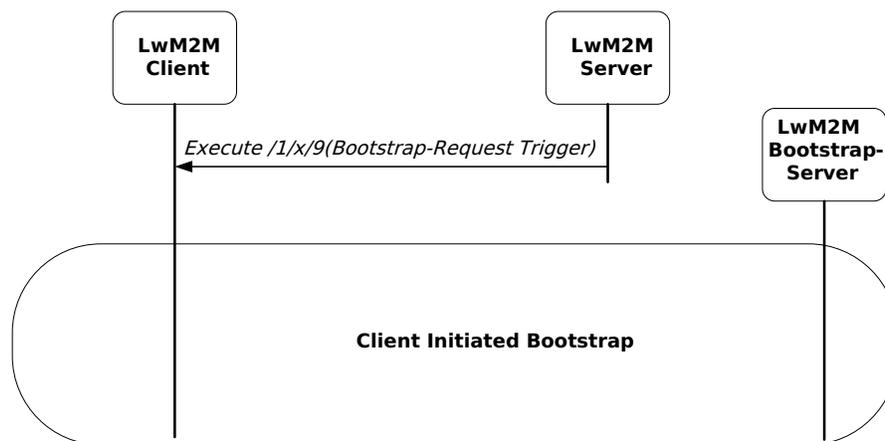 LwM2M
Client
LwM2M
Server
LwM2M
Bootstrap-
Server
Execute /1/x/9(Bootstrap-Request Trigger)
Client Initiated Bootstrap